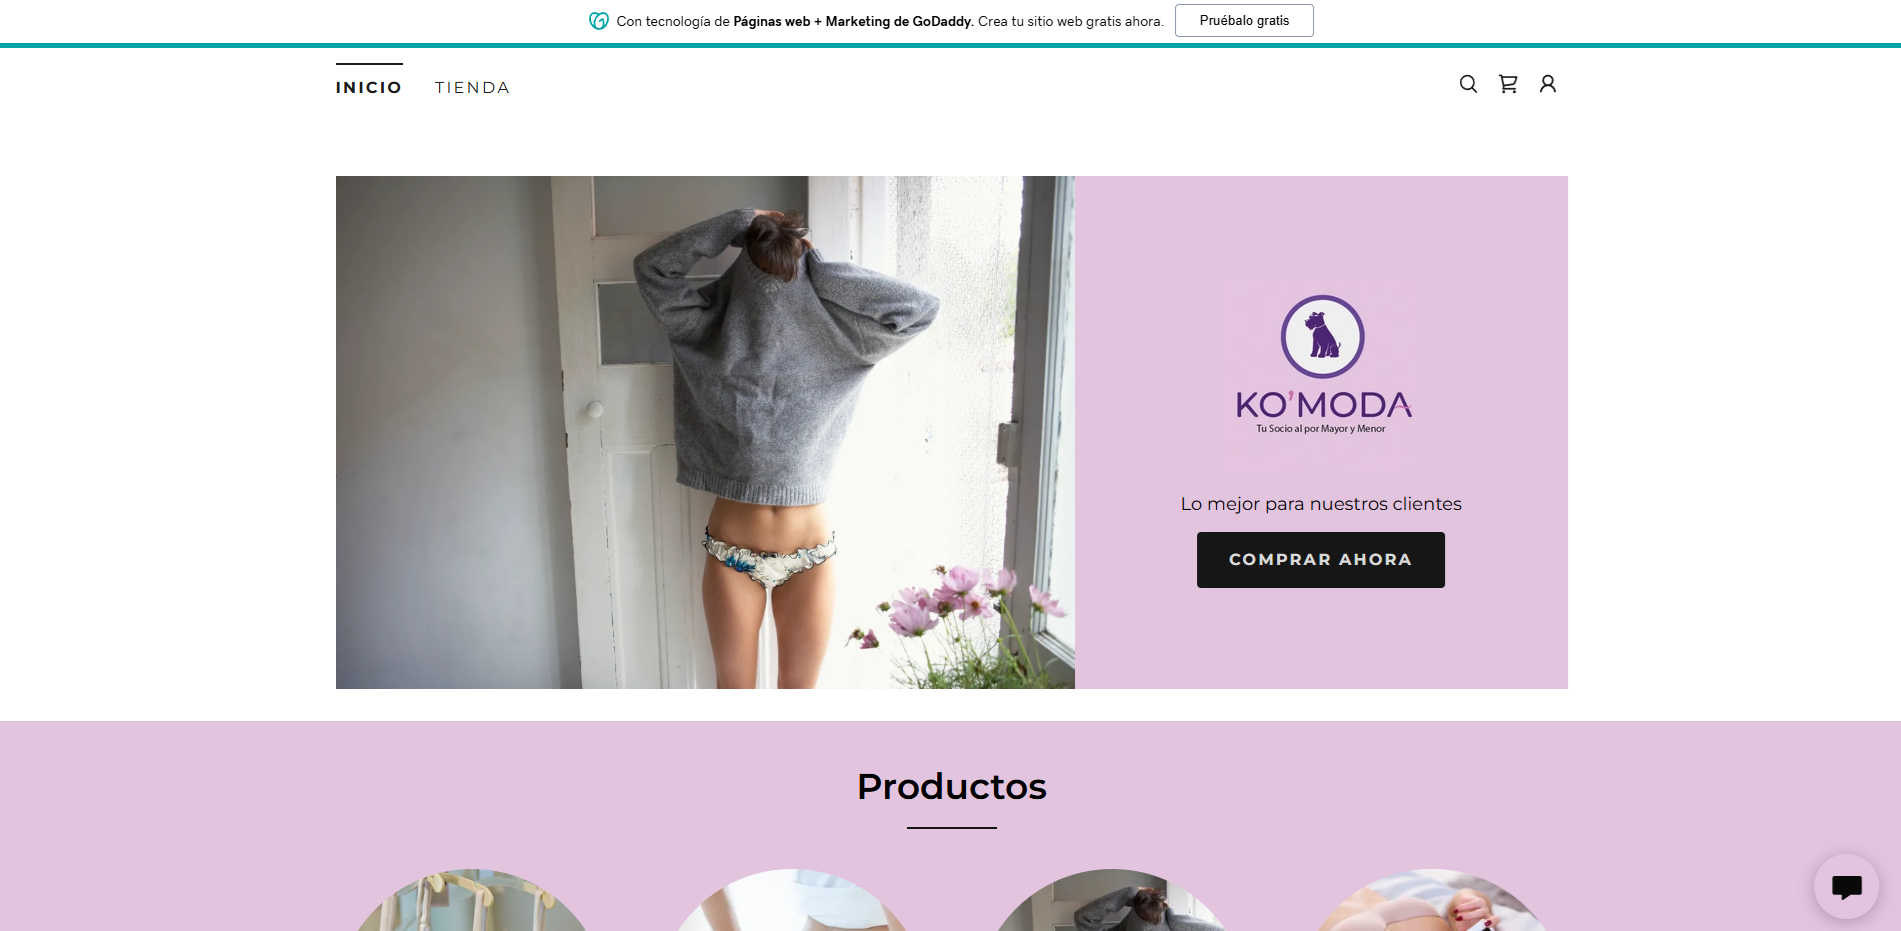 Con tecnología de Páginas web + Marketing de GoDaddy. Crea tu sitio web gratis ahora.
Pruébalo gratis
INICIO
TIENDA
KO'MODA
Tu Socio al por Mayor y Menor
Lo mejor para nuestros clientes
COMPRAR AHORA
Productos